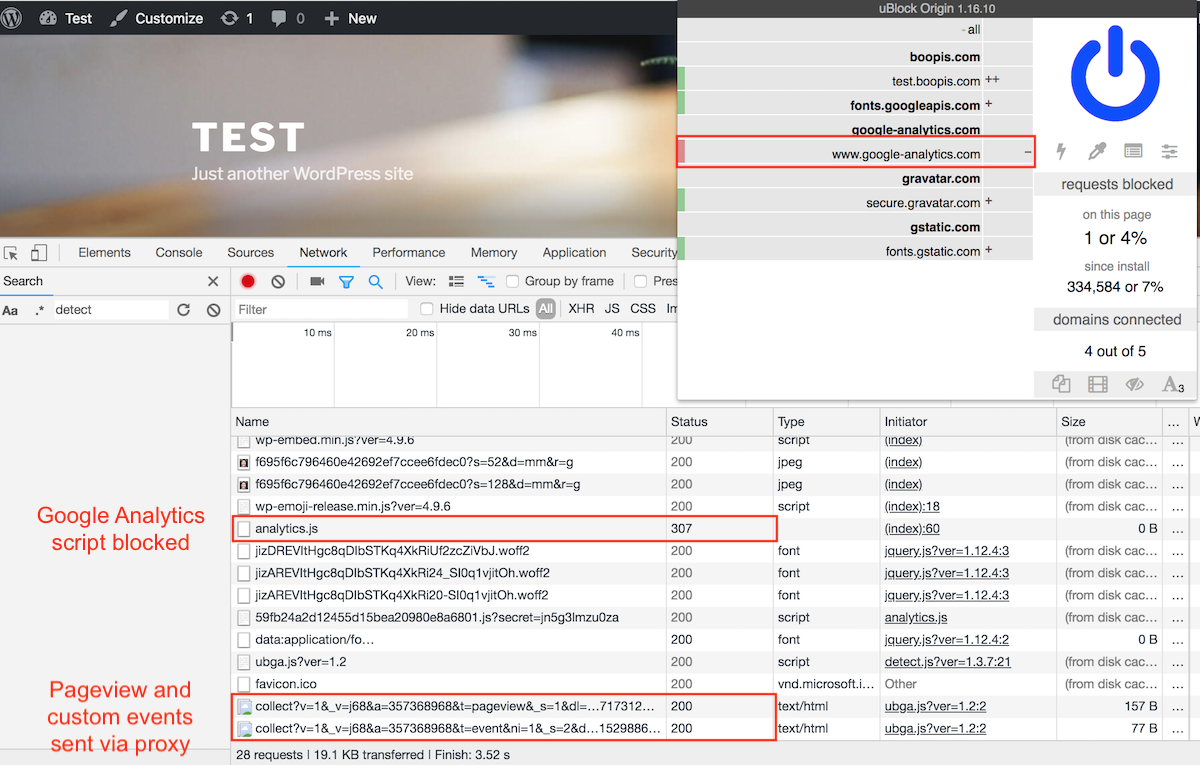 Test
Customize
1
0
New
TEST
Just another WordPress site
uBlock Origin 1.16.10
- all
boopis.com
test.boopis.com ++
fonts.googleapis.com +
google-analytics.com
www.google-analytics.com −
gravatar.com
secure.gravatar.com +
gstatic.com
fonts.gstatic.com +
requests blocked
on this page
1 or 4%
since install
334,584 or 7%
domains connected
4 out of 5
A3
Elements Console Sources Network Performance Memory Application Security
Search
View: Group by frame Pres
Aa .* detect
Filter Hide data URLs All XHR JS CSS Im
10 ms 20 ms 30 ms 40 ms
Name Status Type Initiator Size ... W
wp-embed.min.js?ver=4.9.6 200 script (index) (from disk cac... ...
f695f6c796460e42692ef7ccee6fdec0?s=52&d=mm&r=g 200 jpeg (index) (from disk cac... ...
f695f6c796460e42692ef7ccee6fdec0?s=128&d=mm&r=g 200 jpeg (index) (from disk cac... ...
wp-emoji-release.min.js?ver=4.9.6 200 script (index):18 (from disk cac... ...
analytics.js 307 (index):60 0 B ...
jizDREVItHgc8qDIbSTKq4XkRiUf2zcZiVbJ.woff2 200 font jquery.js?ver=1.12.4:3 (from disk cac... ...
jizAREVItHgc8qDIbSTKq4XkRi24_SI0q1vjitOh.woff2 200 font jquery.js?ver=1.12.4:3 (from disk cac... ...
jizAREVItHgc8qDIbSTKq4XkRi20-SI0q1vjitOh.woff2 200 font jquery.js?ver=1.12.4:3 (from disk cac... ...
59fb24a2d12455d15bea20980e8a6801.js?secret=jn5g3lmzu0za 200 script analytics.js (from disk cac... ...
data:application/fo... 200 font jquery.js?ver=1.12.4:2 0 B ...
ubga.js?ver=1.2 200 script detect.js?ver=1.3.7:21 (from disk cac... ...
favicon.ico 200 vnd.microsoft.i... Other (from disk cac... ...
collect?v=1&_v=j68&a=357368968&t=pageview&_s=1&dl=...717312... 200 text/html ubga.js?ver=1.2:2 157 B ...
collect?v=1&_v=j68&a=357368968&t=event&ni=1&_s=2&d...1529886... 200 text/html ubga.js?ver=1.2:2 77 B ...
28 requests | 19.1 KB transferred | Finish: 3.52 s
Google Analytics
script blocked
Pageview and
custom events
sent via proxy